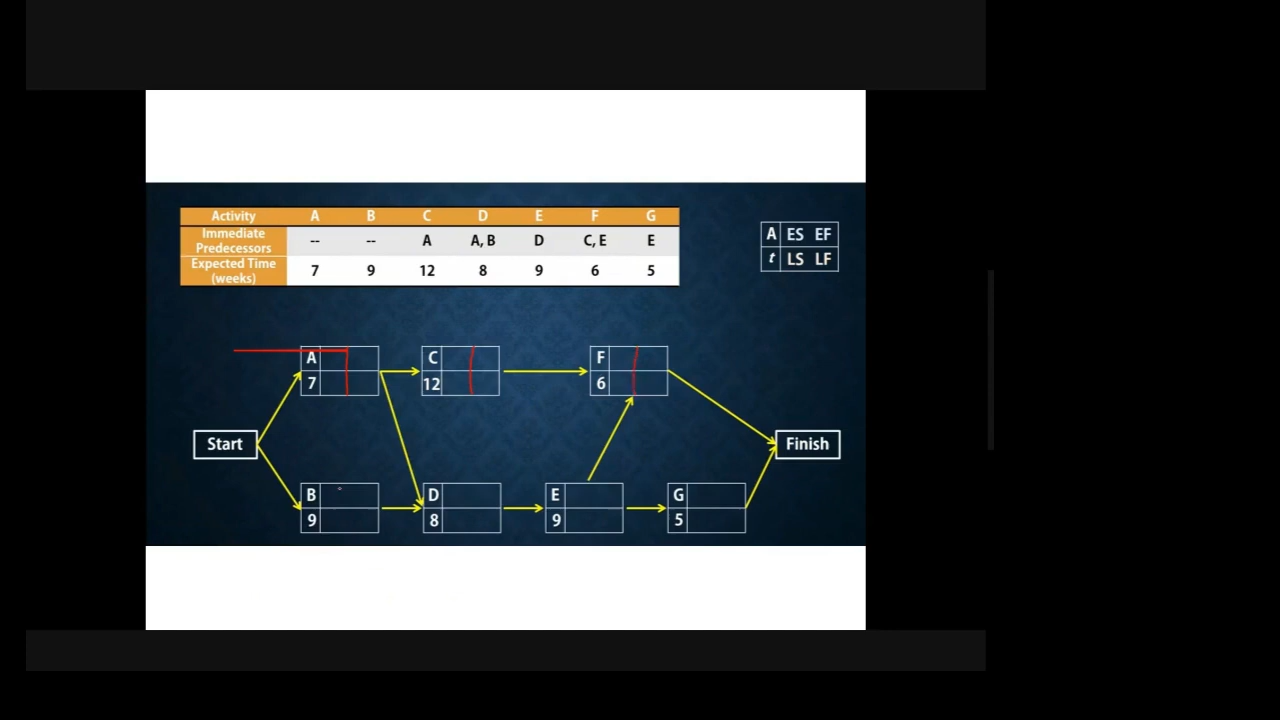 Activity A B C D E F G
Immediate Predecessors -- -- A A, B D C, E E
Expected Time (weeks) 7 9 12 8 9 6 5
A ES EF
t LS LF
A C F
7 12 6
Start Finish
B D E G
9 8 9 5